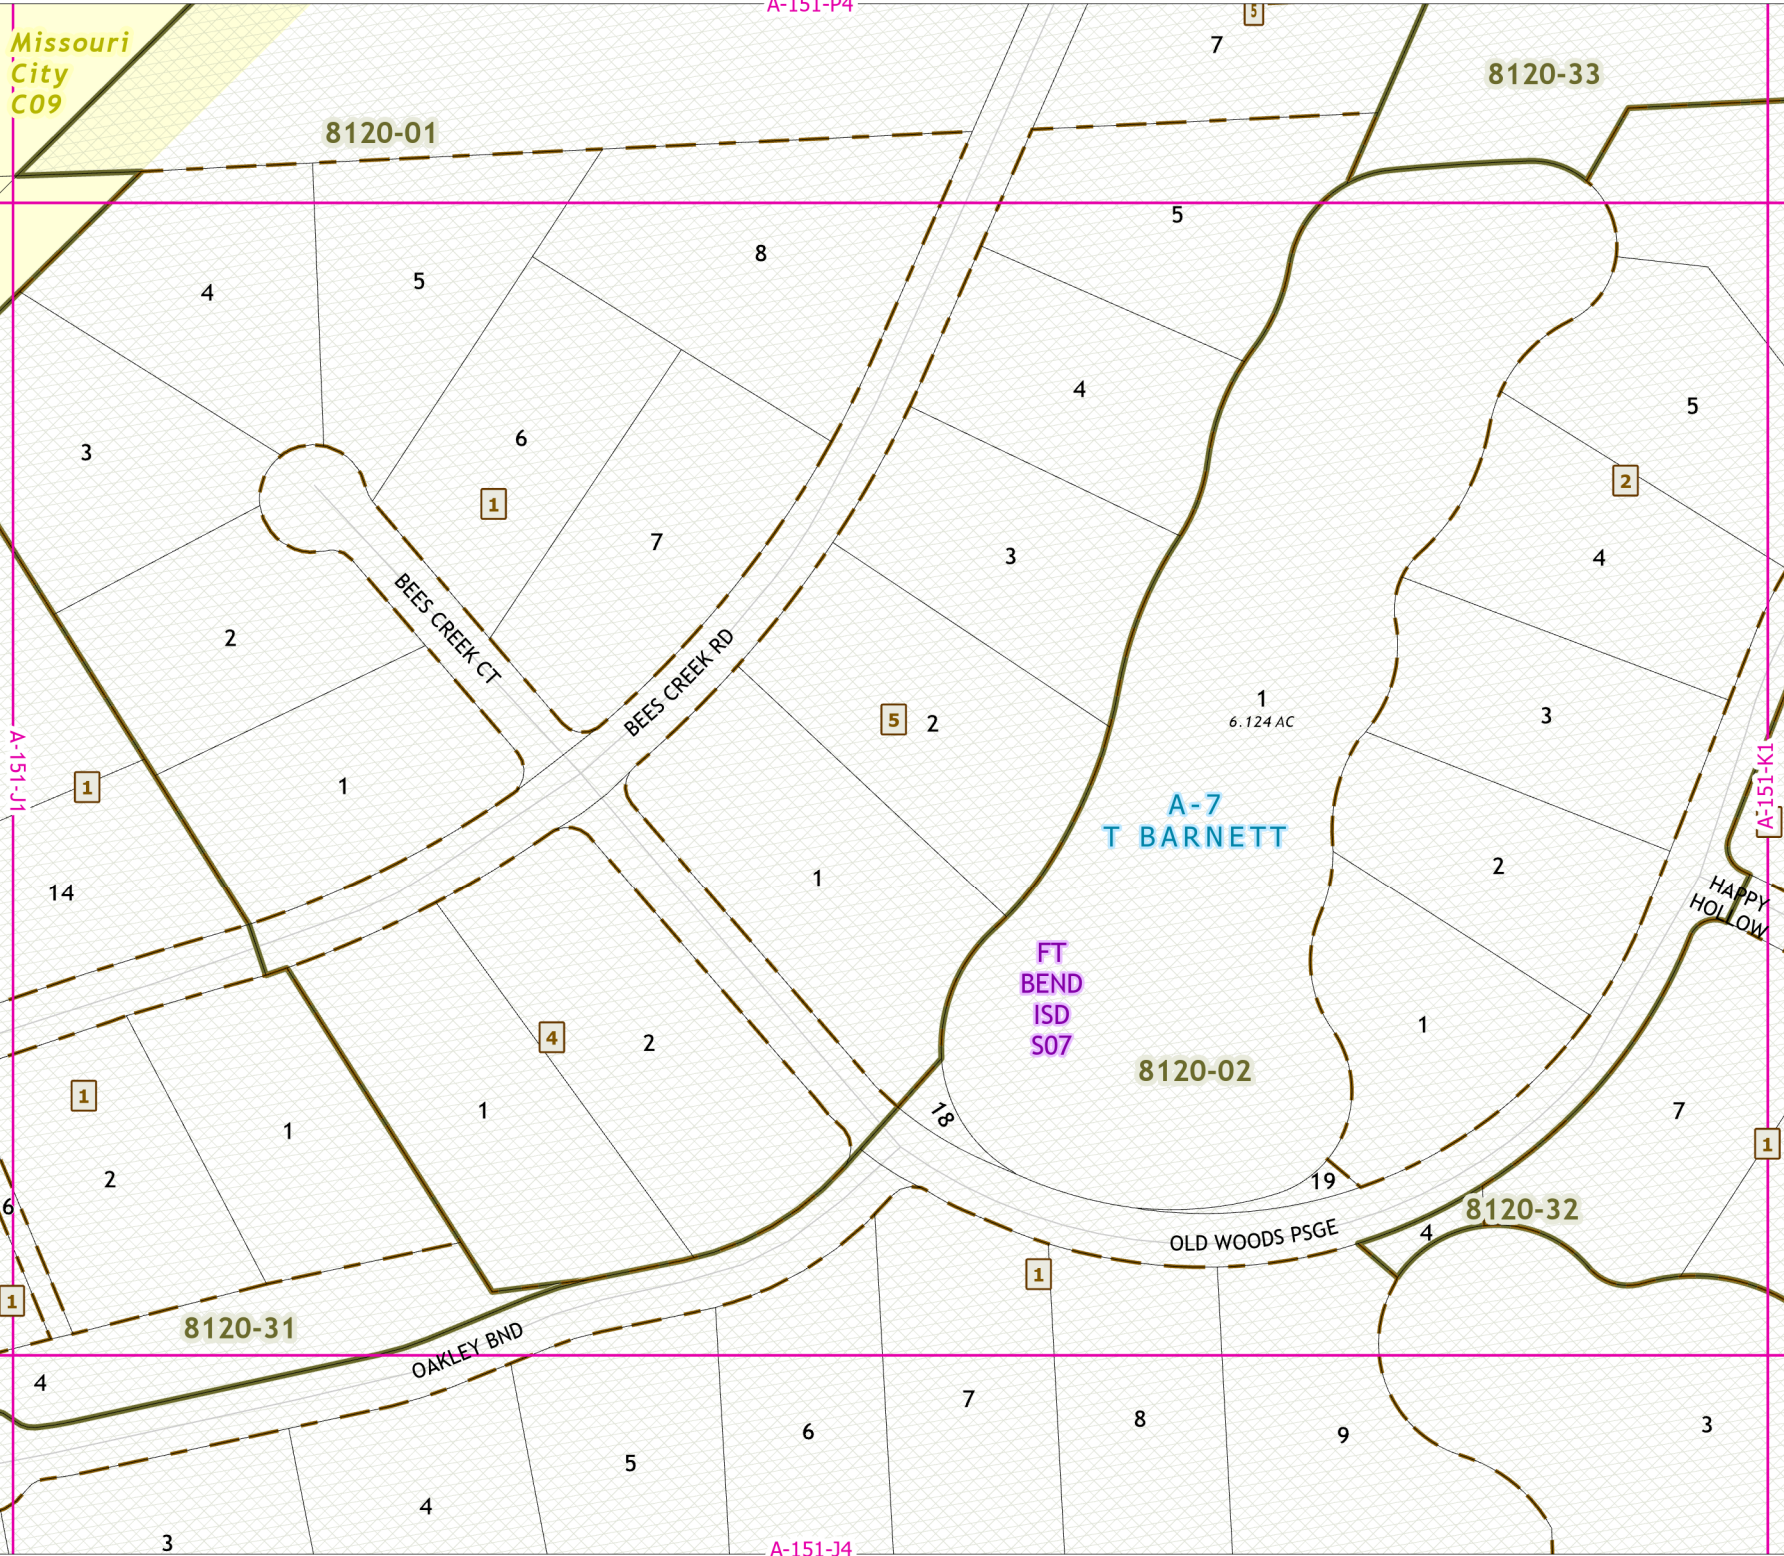 A-151-P4
5
7
Missouri
City
C09
8120-33
8120-01
5
8
4
5
4
5
6
3
2
1
7
3
4
BEES CREEK CT
2
BEES CREEK RD
1
6.124 AC
3
5
2
A-151-J1
A-151-K1
1
1
A-7
T BARNETT
2
1
14
HAPPY
HOLLOW
FT
BEND
ISD
S07
1
4
2
8120-02
1
1
18
7
1
2
1
19
6
8120-32
4
OLD WOODS PSGE
1
1
8120-31
OAKLEY BND
4
7
8
3
6
9
5
4
3
A-151-J4